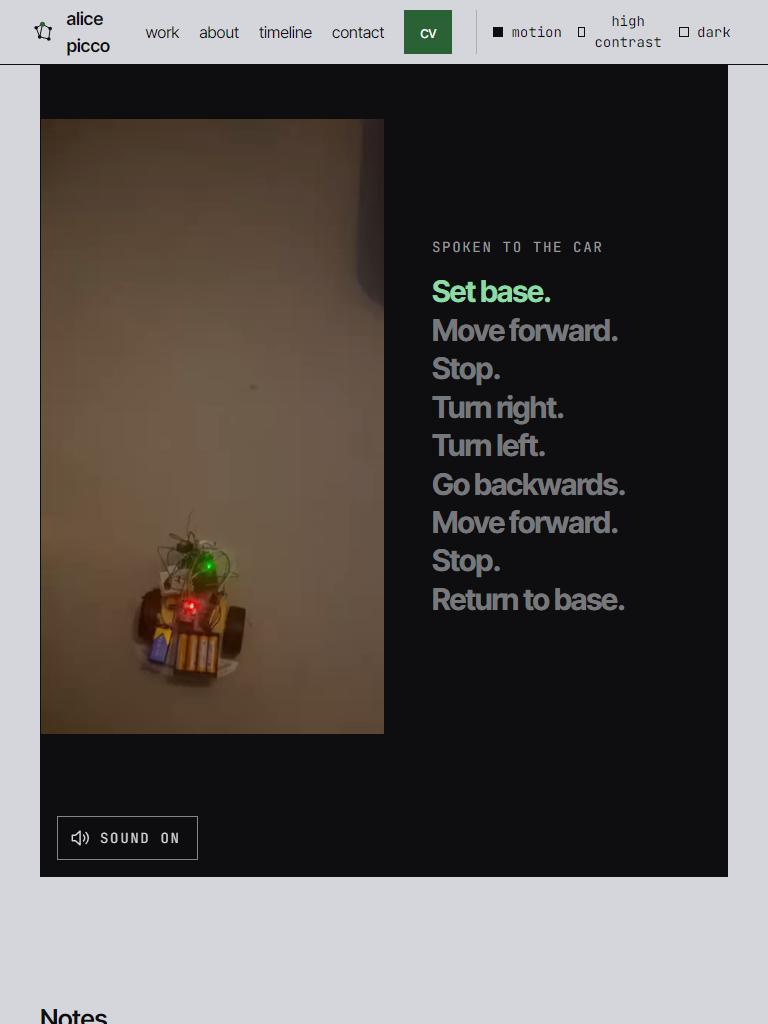 alice
picco
work about timeline contact cv motion high contrast dark
SPOKEN TO THE CAR
Set base.
Move forward.
Stop.
Turn right.
Turn left.
Go backwards.
Move forward.
Stop.
Return to base.
SOUND ON
Notes